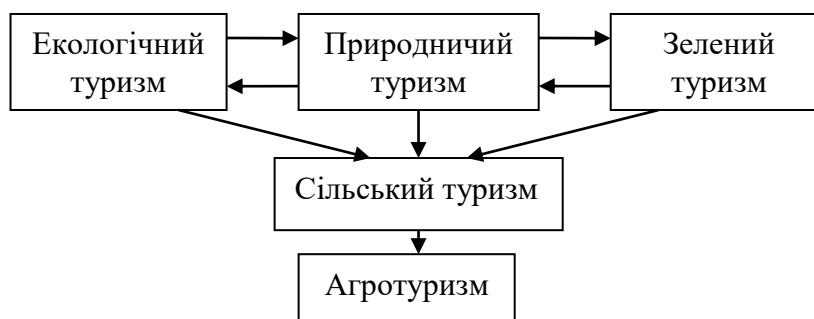 Екологічний
туризм
Природничий
туризм
Зелений
туризм
Сільський туризм
Агротуризм